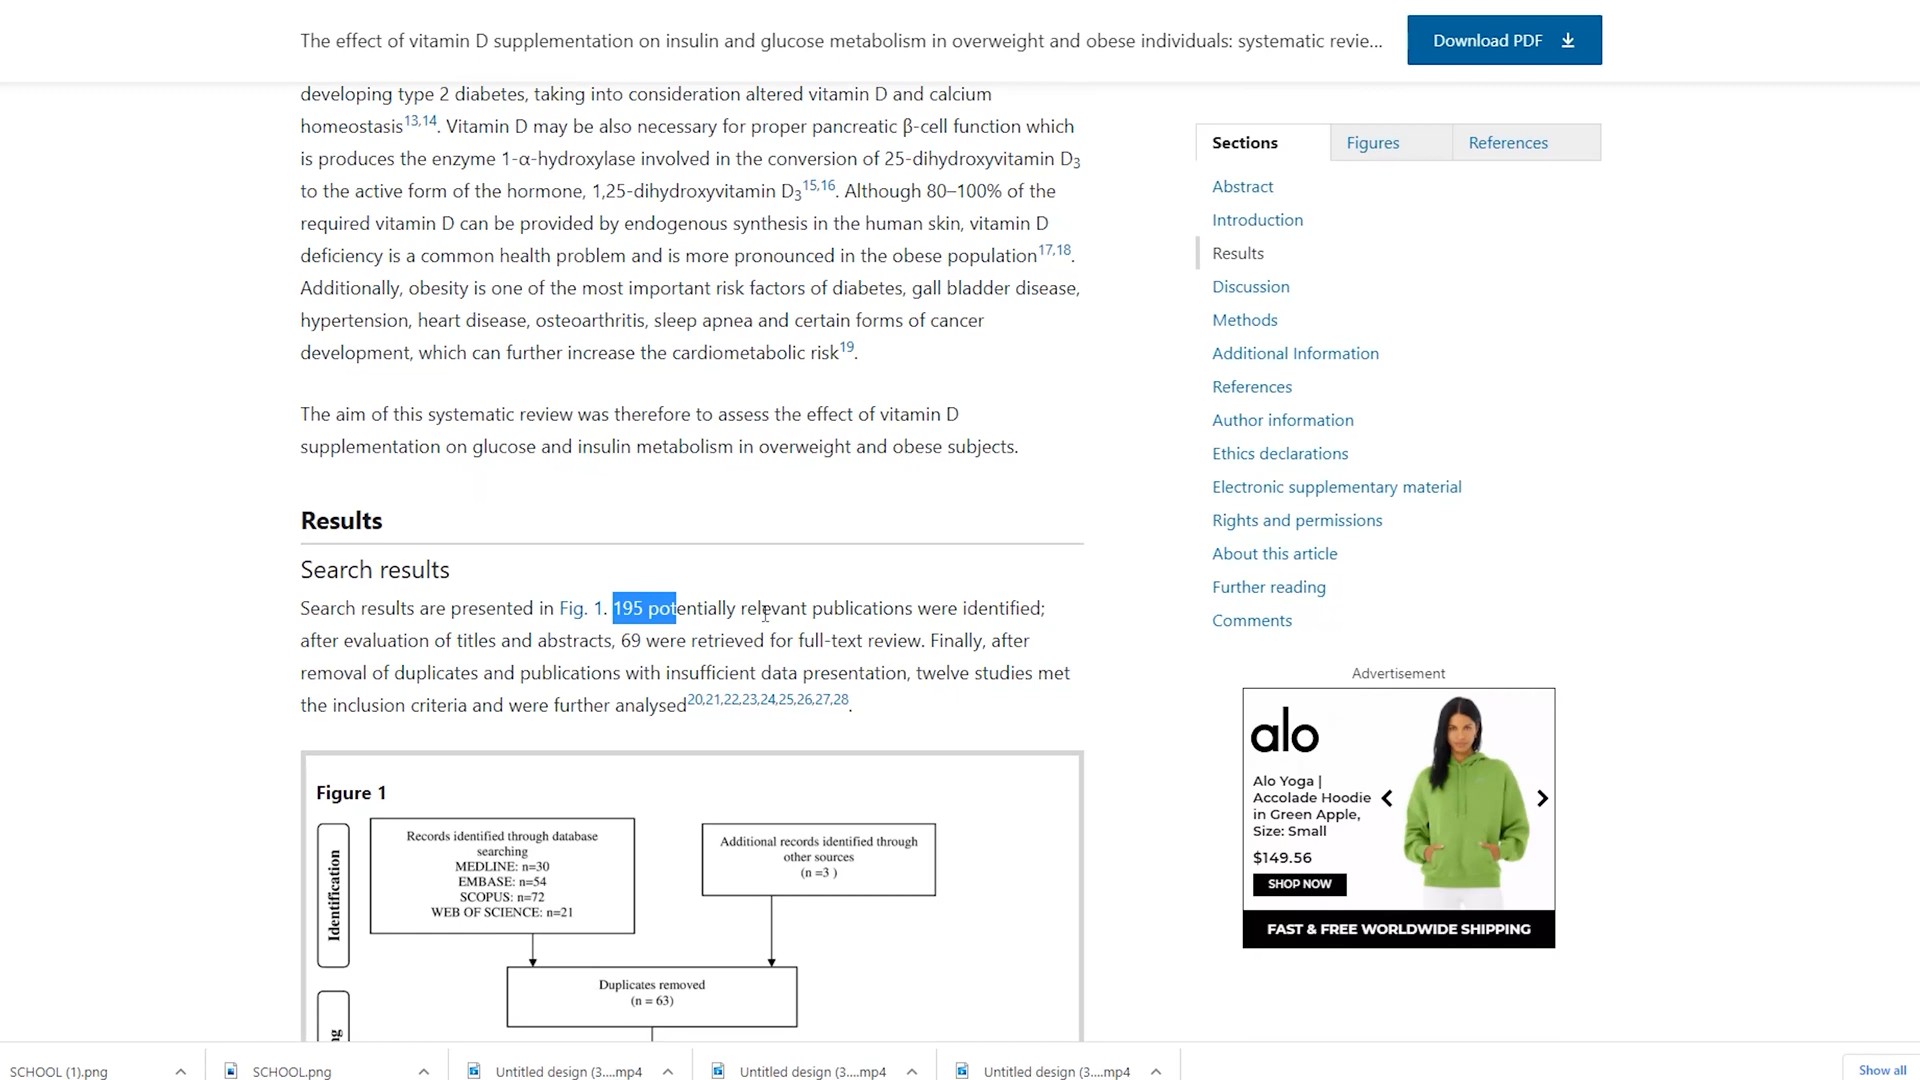 The effect of vitamin D supplementation on insulin and glucose metabolism in overweight and obese individuals: systematic revie...
Download PDF
developing type 2 diabetes, taking into consideration altered vitamin D and calcium
homeostasis13,14. Vitamin D may be also necessary for proper pancreatic β-cell function which
is produces the enzyme 1-α-hydroxylase involved in the conversion of 25-dihydroxyvitamin D3
to the active form of the hormone, 1,25-dihydroxyvitamin D3 15,16. Although 80–100% of the
required vitamin D can be provided by endogenous synthesis in the human skin, vitamin D
deficiency is a common health problem and is more pronounced in the obese population17,18.
Additionally, obesity is one of the most important risk factors of diabetes, gall bladder disease,
hypertension, heart disease, osteoarthritis, sleep apnea and certain forms of cancer
development, which can further increase the cardiometabolic risk19.
The aim of this systematic review was therefore to assess the effect of vitamin D
supplementation on glucose and insulin metabolism in overweight and obese subjects.
Results
Search results
Search results are presented in Fig. 1. 195 potentially relevant publications were identified;
after evaluation of titles and abstracts, 69 were retrieved for full-text review. Finally, after
removal of duplicates and publications with insufficient data presentation, twelve studies met
the inclusion criteria and were further analysed20,21,22,23,24,25,26,27,28.
Figure 1
Identification
Records identified through database
searching
MEDLINE: n=30
EMBASE: n=54
SCOPUS: n=72
WEB OF SCIENCE: n=21
Additional records identified through
other sources
(n =3 )
Duplicates removed
(n = 63)
Sections
Figures
References
Abstract
Introduction
Results
Discussion
Methods
Additional Information
References
Author information
Ethics declarations
Electronic supplementary material
Rights and permissions
About this article
Further reading
Comments
Advertisement
alo
Alo Yoga |
Accolade Hoodie
in Green Apple,
Size: Small
$149.56
SHOP NOW
FAST & FREE WORLDWIDE SHIPPING
SCHOOL (1).png
SCHOOL.png
Untitled design (3....mp4
Untitled design (3....mp4
Untitled design (3....mp4
Show all